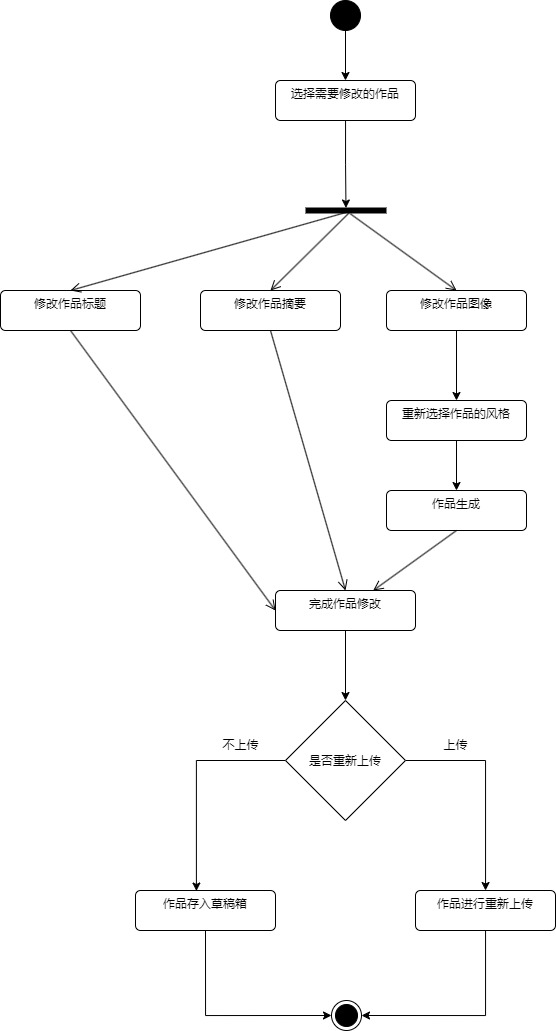 选择需要修改的作品
修改作品标题
修改作品摘要
修改作品图像
重新选择作品的风格
作品生成
完成作品修改
不上传
上传
是否重新上传
作品存入草稿箱
作品进行重新上传